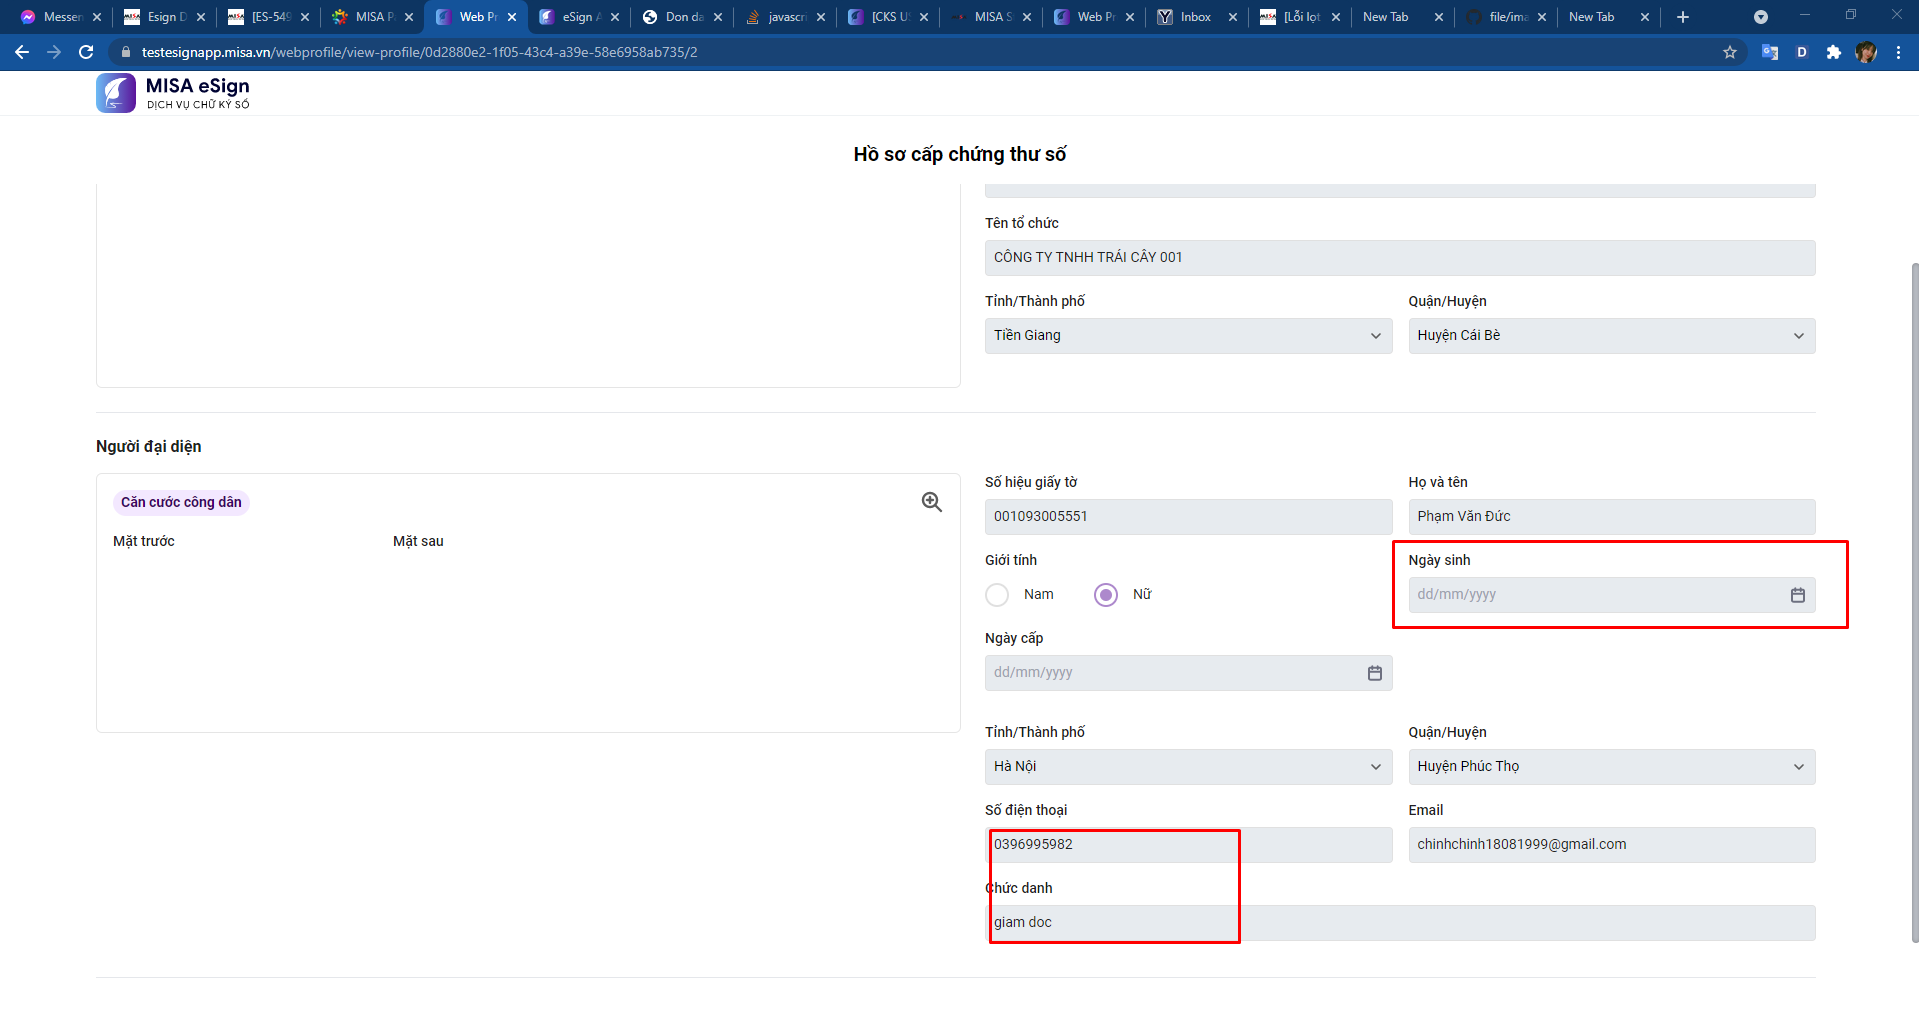 Messen
Esign D
[ES-549
MISA P
Web Pr
eSign A
Don da
javascri
[CKS U
MISA S
Web Pr
Inbox
[Lỗi lọt
New Tab
file/ima
New Tab
testesignapp.misa.vn/webprofile/view-profile/0d2880e2-1f05-43c4-a39e-58e6958ab735/2
MISA eSign
DỊCH VỤ CHỮ KÝ SỐ
Hồ sơ cấp chứng thư số
Tên tổ chức
CÔNG TY TNHH TRÁI CÂY 001
Tỉnh/Thành phố Quận/Huyện
Tiền Giang Huyện Cái Bè
Người đại diện
Căn cước công dân
Mặt trước Mặt sau
Số hiệu giấy tờ Họ và tên
001093005551 Phạm Văn Đức
Giới tính Ngày sinh
Nam Nữ dd/mm/yyyy
Ngày cấp
dd/mm/yyyy
Tỉnh/Thành phố Quận/Huyện
Hà Nội Huyện Phúc Thọ
Số điện thoại Email
0396995982 chinhchinh18081999@gmail.com
Chức danh
giam doc